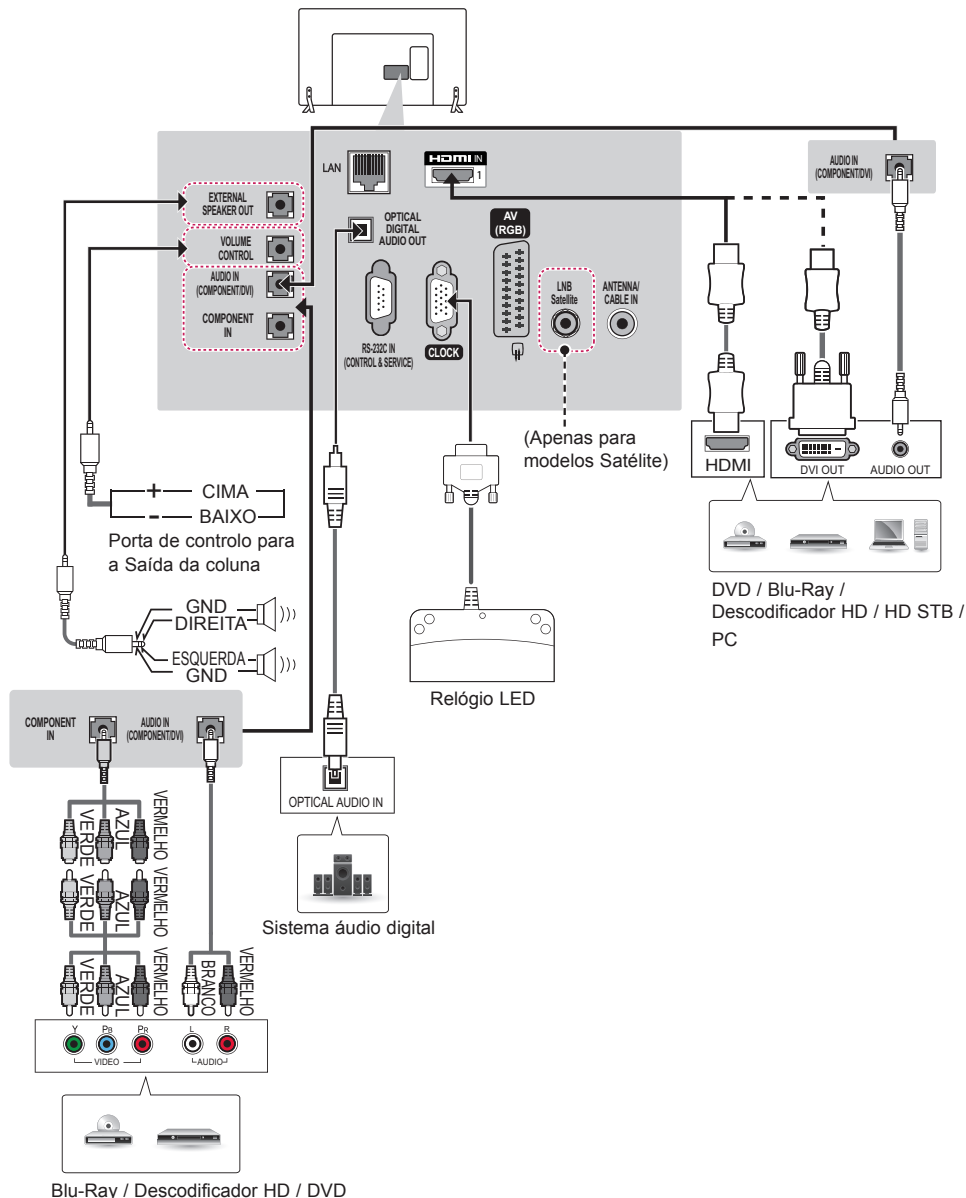 LAN
HDMI IN
1
AUDIO IN
(COMPONENT/DVI)
EXTERNAL
SPEAKER OUT
OPTICAL
DIGITAL
AUDIO OUT
AV
(RGB)
VOLUME
CONTROL
AUDIO IN
(COMPONENT/DVI)
COMPONENT
IN
LNB
Satellite
ANTENNA/
CABLE IN
RS-232C IN
(CONTROL & SERVICE)
CLOCK
(Apenas para
modelos Satélite)
HDMI
DVI OUT
AUDIO OUT
+ CIMA
- BAIXO
Porta de controlo para
a Saída da coluna
DVD / Blu-Ray /
Descodificador HD / HD STB /
PC
GND
DIREITA
ESQUERDA
GND
Relógio LED
COMPONENT
IN
AUDIO IN
(COMPONENT/DVI)
OPTICAL AUDIO IN
Sistema áudio digital
VERDE
AZUL
VERMELHO
VERDE
AZUL
VERMELHO
VERDE
AZUL
VERMELHO
BRANCO
VERMELHO
Y
PB
PR
L
R
VIDEO
AUDIO
Blu-Ray / Descodificador HD / DVD